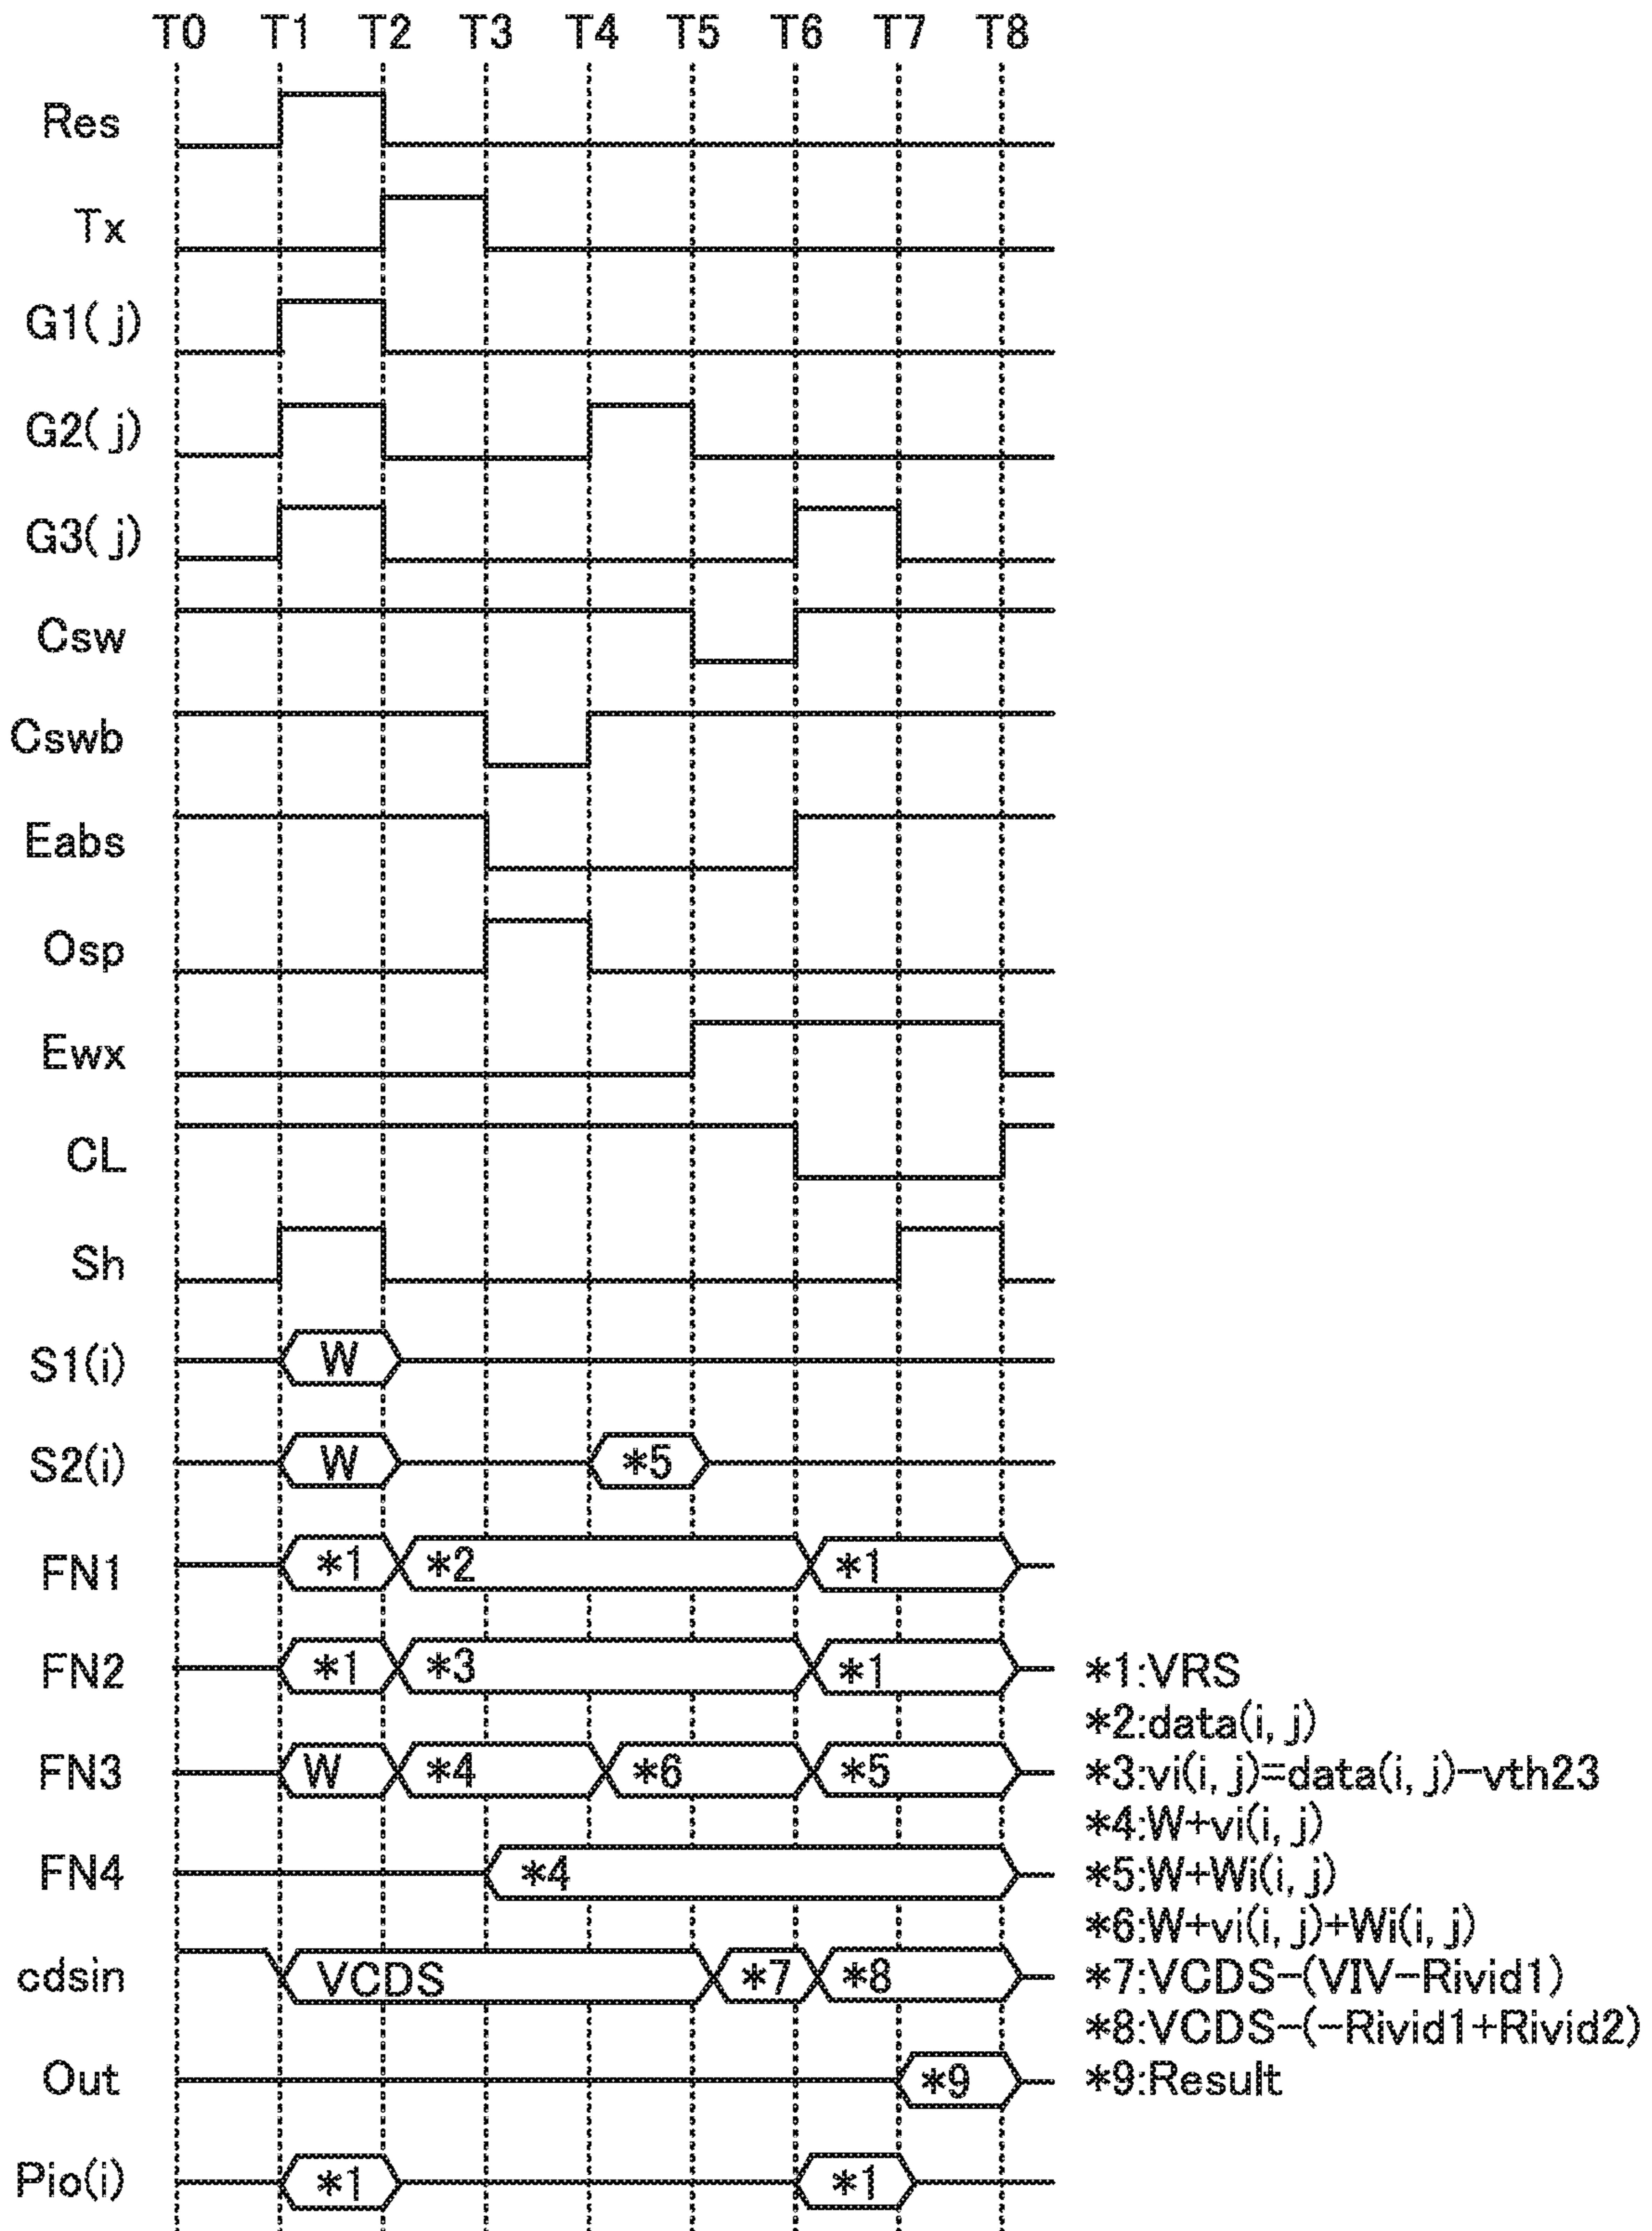 T0 T1 T2 T3 T4 T5 T6 T7 T8
Res
Tx
G1(j)
G2(j)
G3(j)
Csw
Cswb
Eabs
Osp
Ewx
CL
Sh
S1(i) W
S2(i) W *5
FN1 *1 *2 *1
FN2 *1 *3 *1 *1:VRS
*2:data(i, j)
FN3 W *4 *6 *5 *3:vi(i, j)=data(i, j)-vth23
*4:W+vi(i, j)
FN4 *4 *5:W+Wi(i, j)
*6:W+vi(i, j)+Wi(i, j)
cdsin VCDS *7 *8 *7:VCDS-(VIV-Rivid1)
*8:VCDS-(-Rivid1+Rivid2)
Out *9 *9:Result
Pio(i) *1 *1